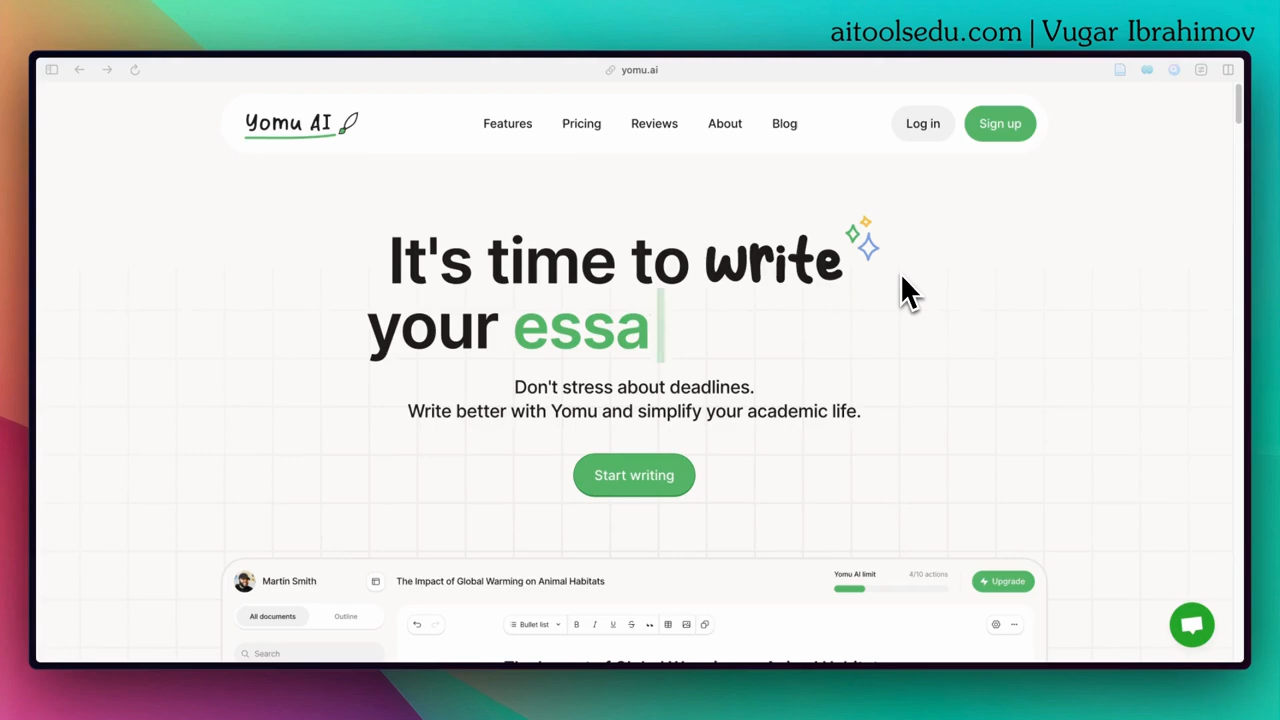 aitoolsedu.com | Vugar Ibrahimov
yomu.ai
Yomu AI
Features Pricing Reviews About Blog
Log in Sign up
It's time to write
your essa
Don't stress about deadlines.
Write better with Yomu and simplify your academic life.
Start writing
Martin Smith The Impact of Global Warming on Animal Habitats Yomu AI limit 4/10 actions Upgrade
All documents Outline Bullet list B I U S
Search